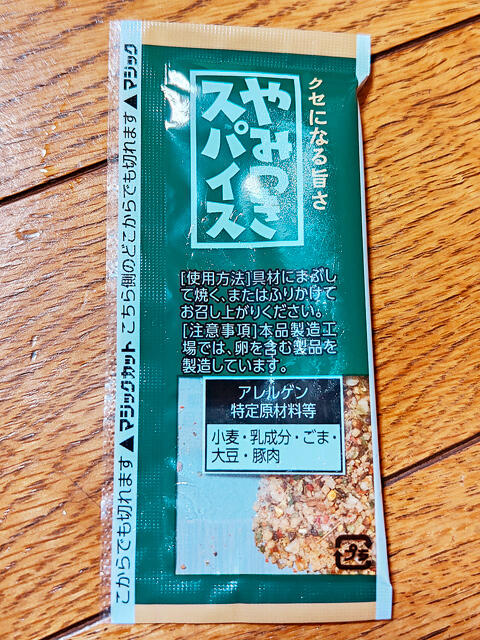 クセになる旨さ
やみつき
スパイス
[使用方法]具材にまぶし
て焼く、またはふりかけて
お召し上がりください。
[注意事項]本品製造工
場では、卵を含む製品を
製造しています。
アレルゲン
特定原材料等
小麦・乳成分・ごま・
大豆・豚肉
プラ
こからでも切れます▲マジックカット こちら側のどこからでも切れます▲マジック